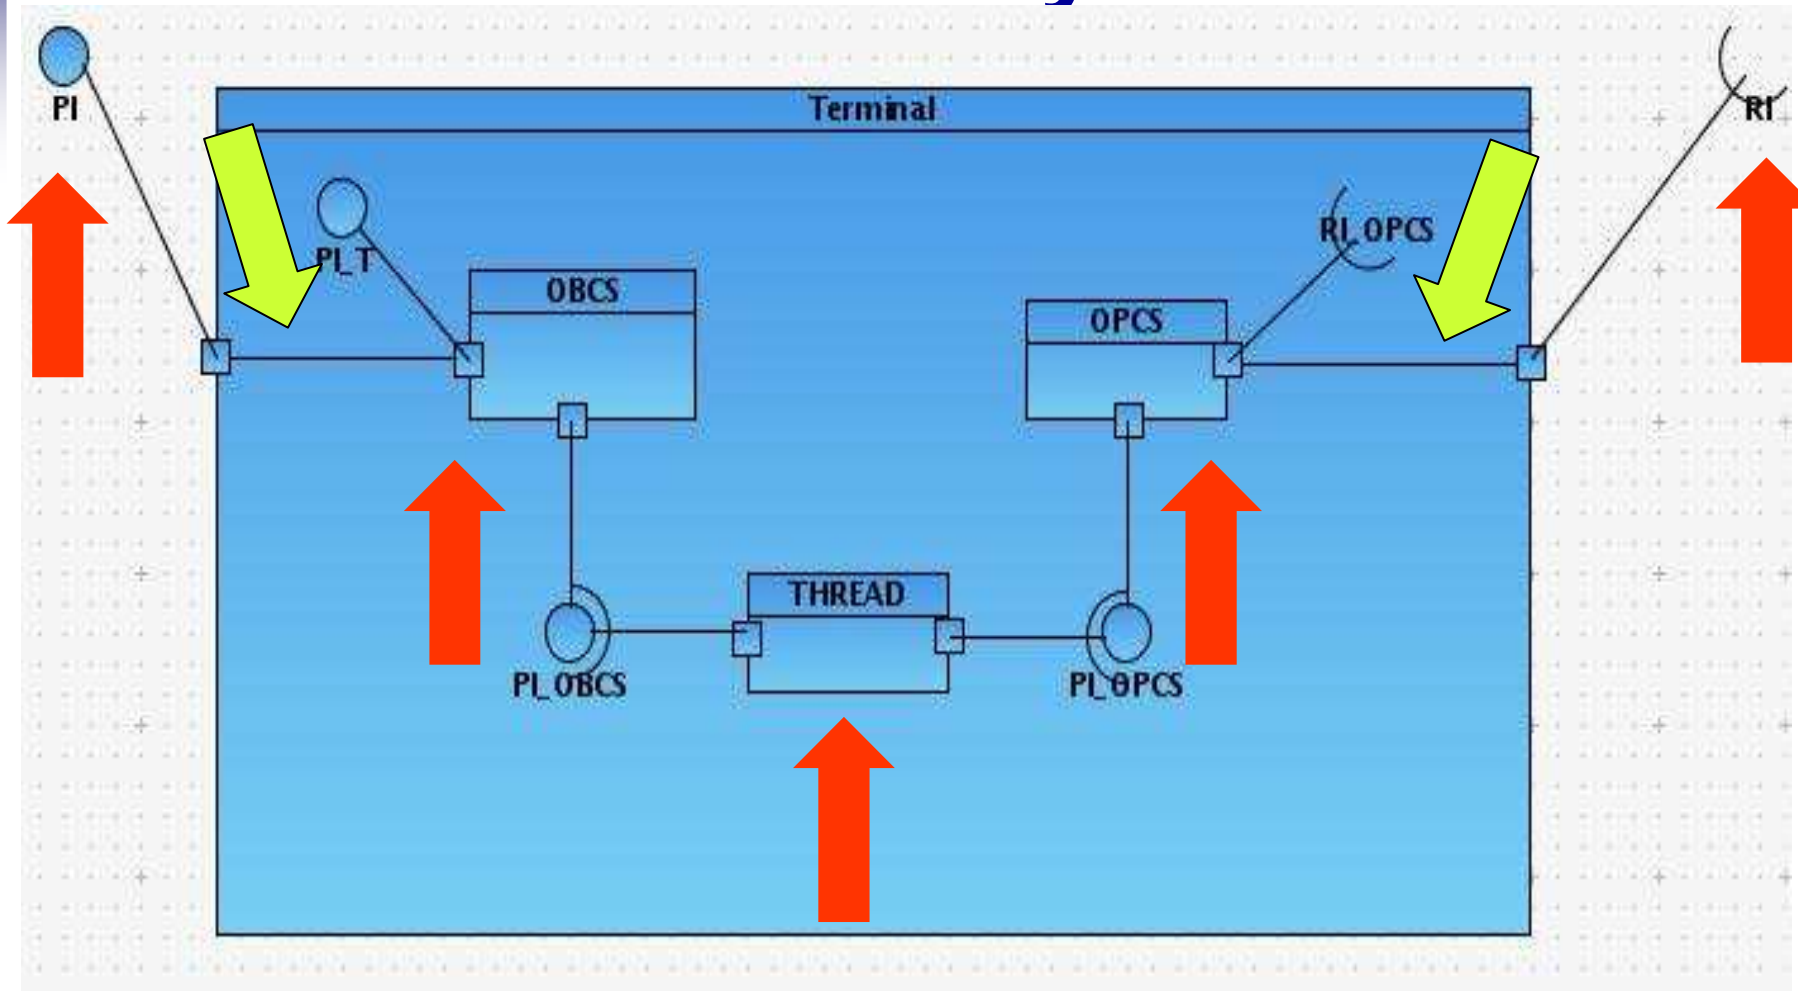 PI
Terminal
RI
PI_T
RI_OPCS
OBCS
OPCS
THREAD
PI_OBCS
PI_OPCS